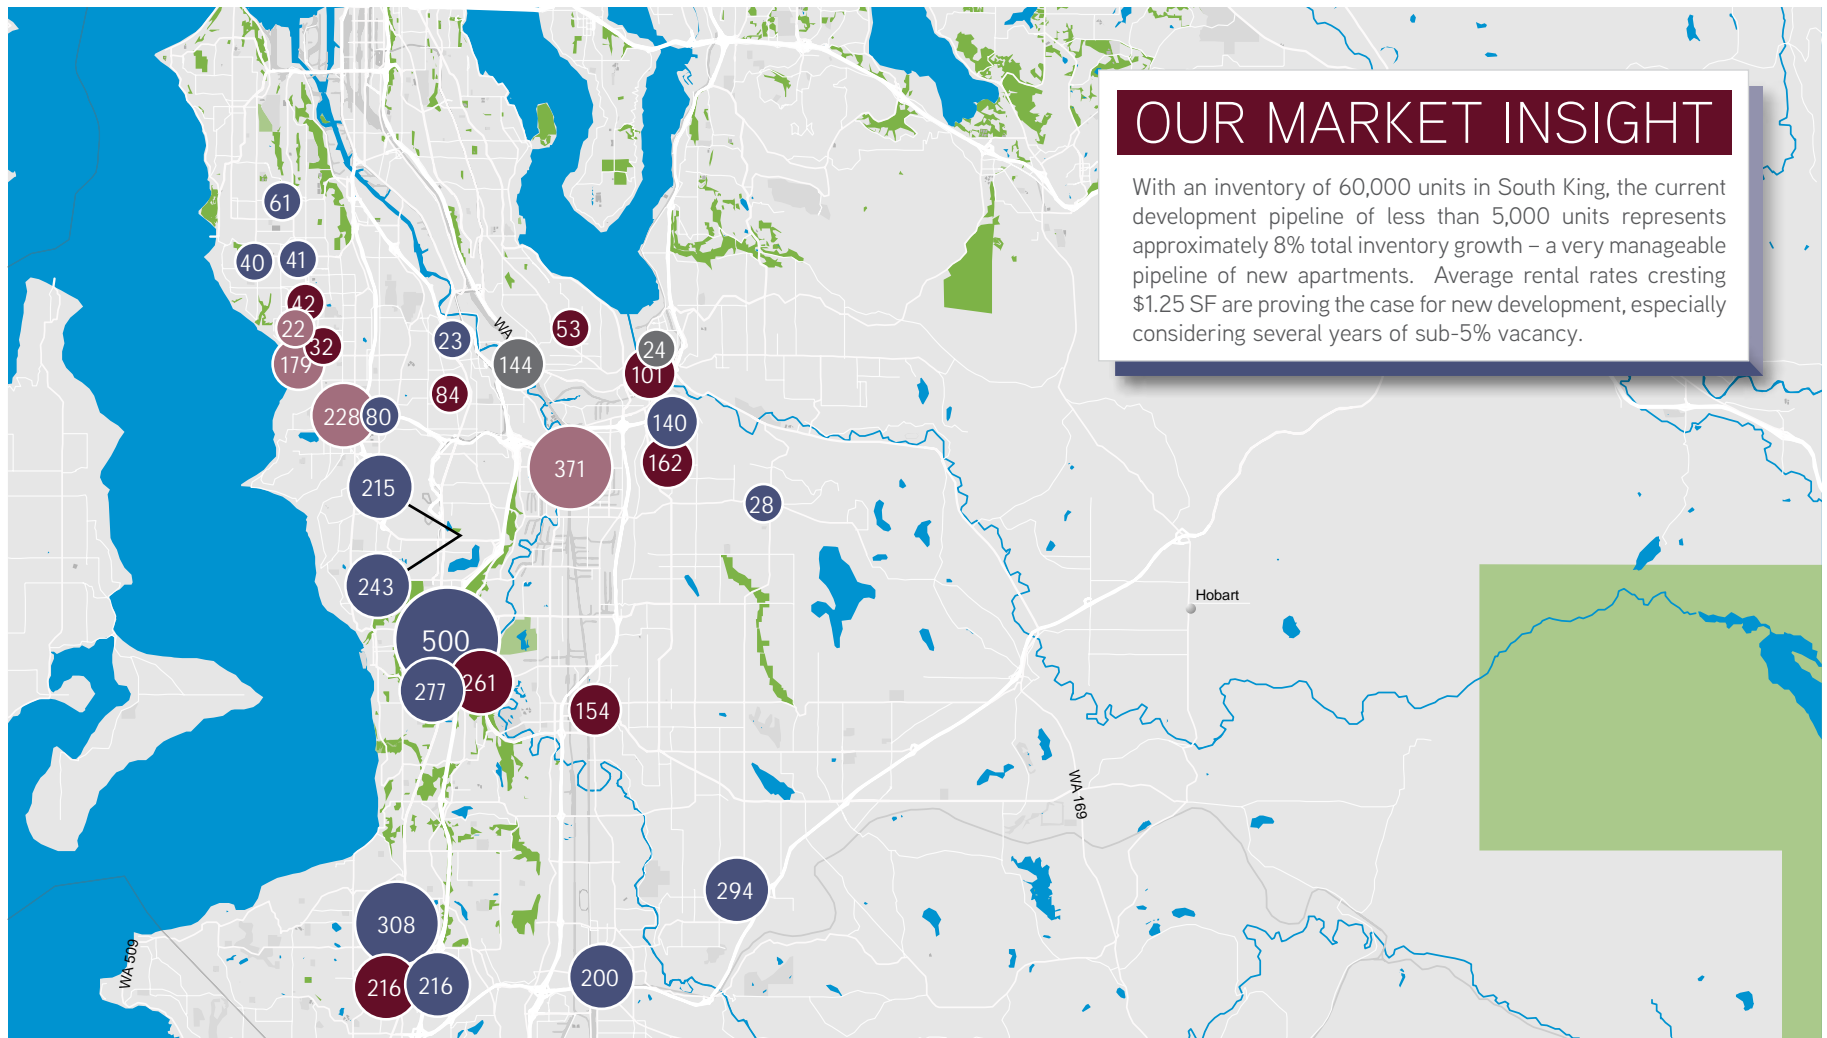 OUR MARKET INSIGHT
With an inventory of 60,000 units in South King, the current
development pipeline of less than 5,000 units represents
approximately 8% total inventory growth – a very manageable
pipeline of new apartments. Average rental rates cresting
$1.25 SF are proving the case for new development, especially
considering several years of sub-5% vacancy.
61
40
41
42
22
32
179
23
WA
144
53
24
101
84
228
80
140
371
162
215
28
243
Hobart
500
261
277
154
WA 169
294
308
WA 509
216
216
200